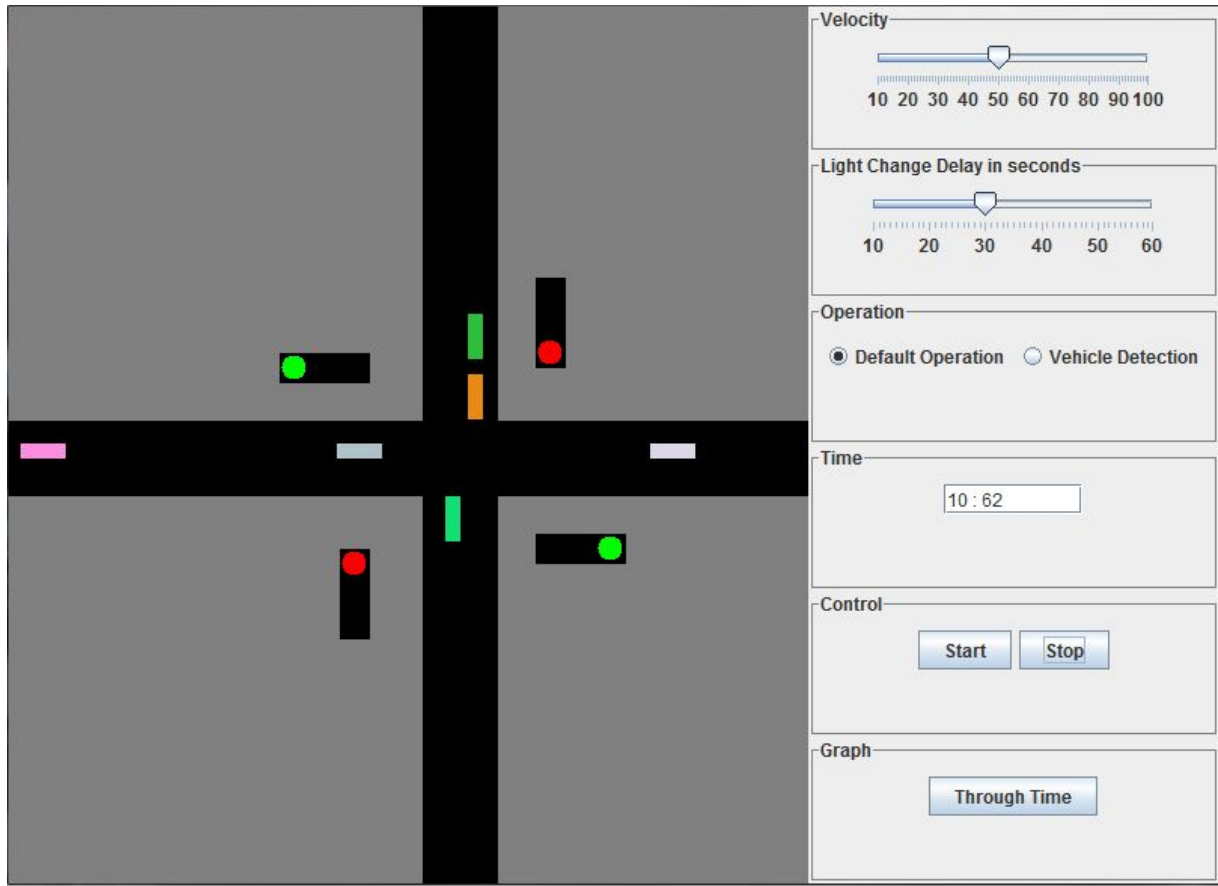 Velocity
10 20 30 40 50 60 70 80 90 100
Light Change Delay in seconds
10 20 30 40 50 60
Operation
Default Operation Vehicle Detection
Time
10 : 62
Control
Start Stop
Graph
Through Time